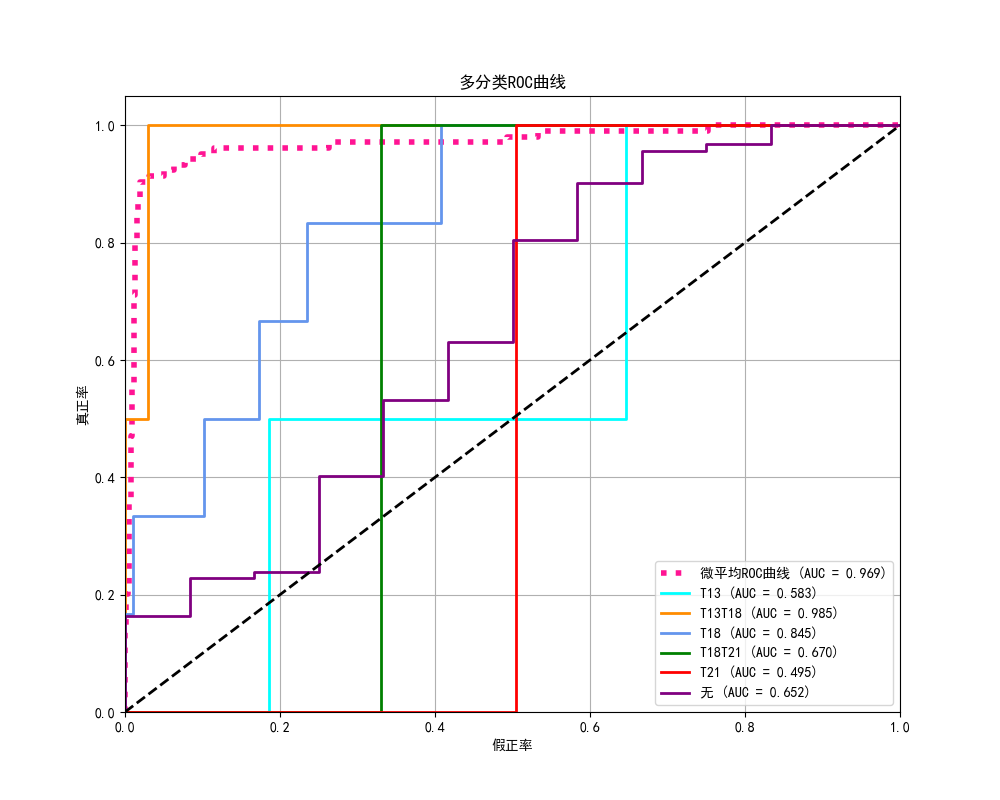 多分类ROC曲线
真正率
1.0
0.8
0.6
0.4
0.2
0.0
微平均ROC曲线 (AUC = 0.969)
T13 (AUC = 0.583)
T13T18 (AUC = 0.985)
T18 (AUC = 0.845)
T18T21 (AUC = 0.670)
T21 (AUC = 0.495)
无 (AUC = 0.652)
0.0 0.2 0.4 0.6 0.8 1.0
假正率